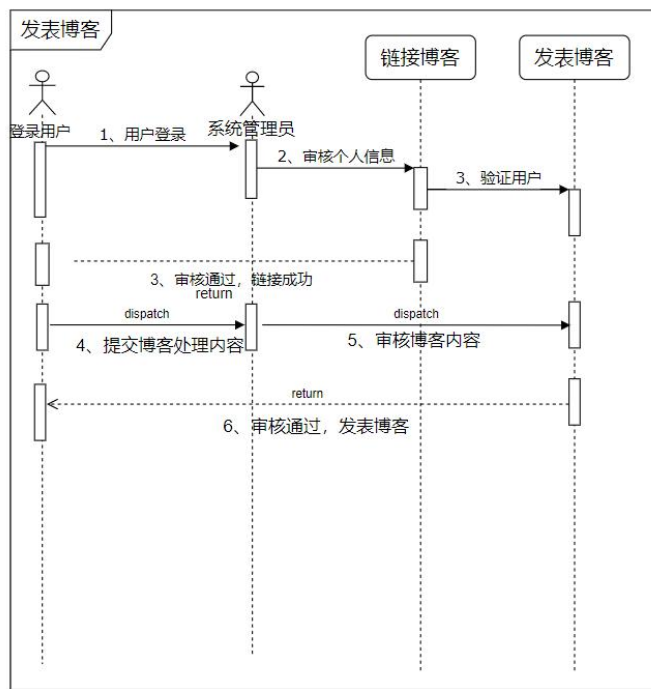 发表博客
链接博客
发表博客
登录用户
系统管理员
1、用户登录
2、审核个人信息
3、验证用户
3、审核通过，链接成功
return
dispatch
dispatch
4、提交博客处理内容
5、审核博客内容
return
6、审核通过，发表博客